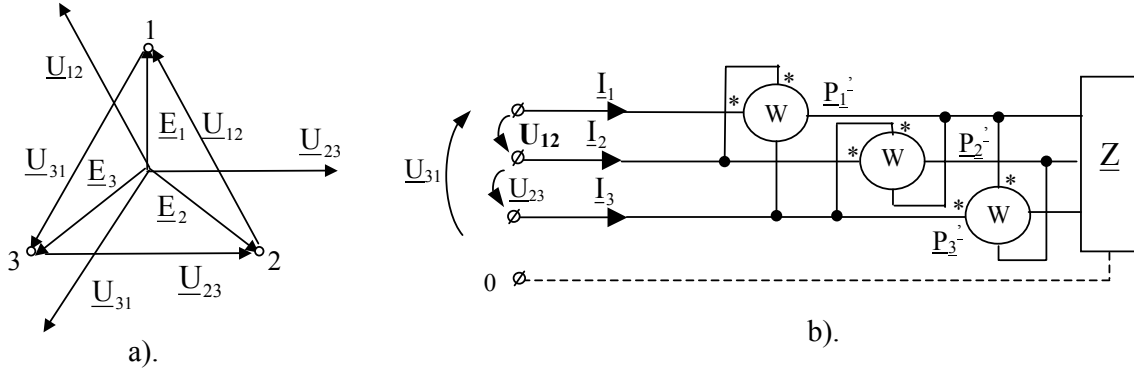 1
U12
E1
U12
U23
U31
E3
E2
3
2
U23
U31
a).
I1
*
*
W
P1'
U12
I2
*
*
W
P2'
Z
U31
U23
I3
*
*
W
P3'
0
b).